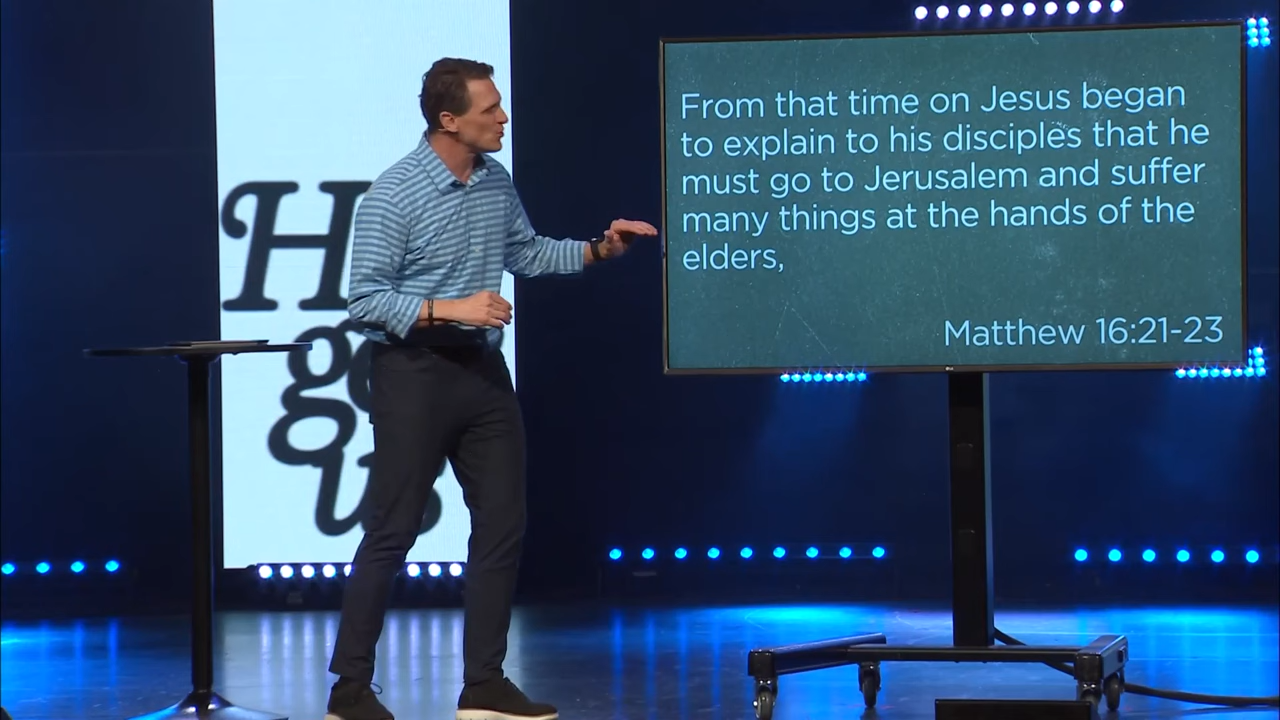 From that time on Jesus began
to explain to his disciples that he
must go to Jerusalem and suffer
many things at the hands of the
elders,
Matthew 16:21-23